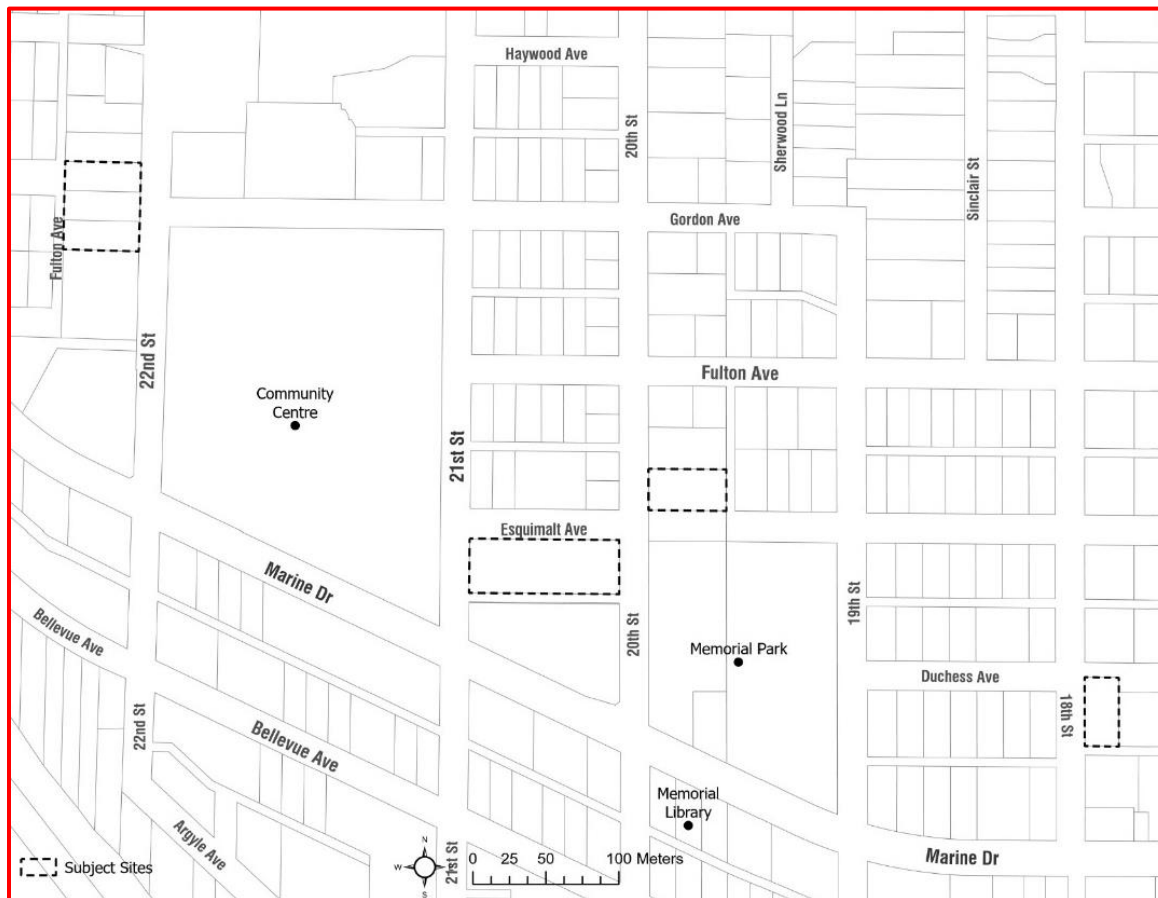 Haywood Ave
20th St
Sherwood Ln
Sinclair St
Gordon Ave
Fulton Ave
22nd St
Fulton Ave
Community
Centre
21st St
Esquimalt Ave
Marine Dr
19th St
20th St
Memorial Park
Bellevue Ave
Duchess Ave
18th St
22nd St
Bellevue Ave
Memorial
Library
Argyle Ave
Subject Sites
N
W
E
S
21st St
0 25 50 100 Meters
Marine Dr